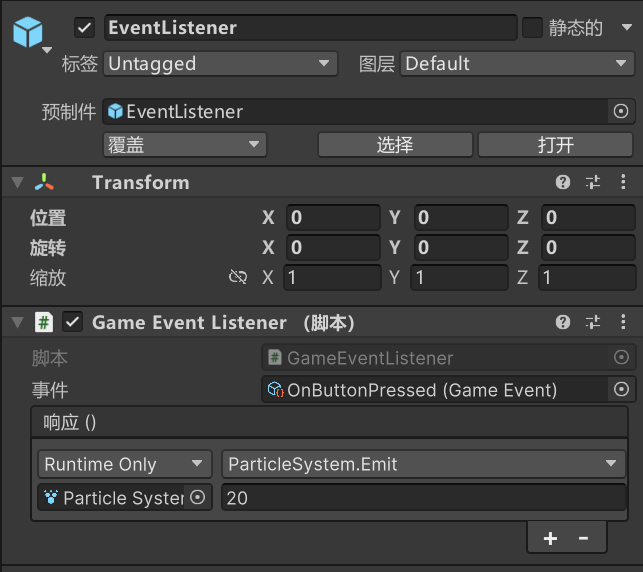 EventListener 静态的
标签 Untagged 图层 Default
预制件 EventListener
覆盖 选择 打开
Transform
位置 X 0 Y 0 Z 0
旋转 X 0 Y 0 Z 0
缩放 X 1 Y 1 Z 1
# Game Event Listener （脚本）
脚本 # GameEventListener
事件 OnButtonPressed (Game Event)
响应 ()
Runtime Only ParticleSystem.Emit
Particle System 20
+ -